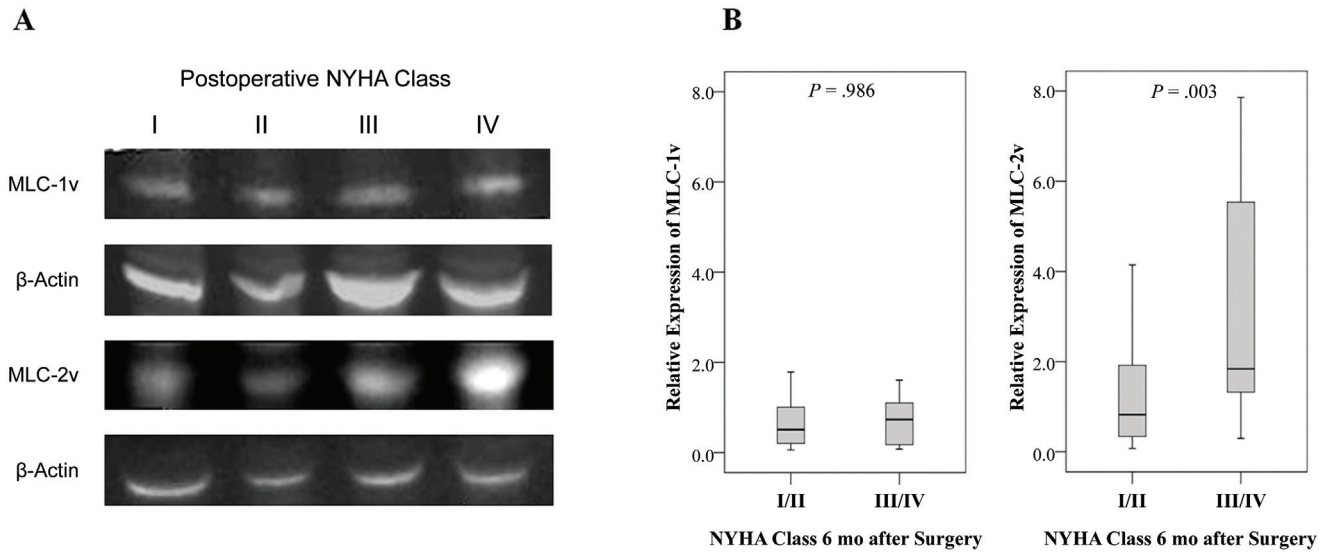 A
Postoperative NYHA Class
I II III IV
MLC-1v
β-Actin
MLC-2v
β-Actin
B
P = .986
Relative Expression of MLC-1v
8.0
6.0
4.0
2.0
0.0
I/II III/IV
NYHA Class 6 mo after Surgery
P = .003
Relative Expression of MLC-2v
8.0
6.0
4.0
2.0
0.0
I/II III/IV
NYHA Class 6 mo after Surgery